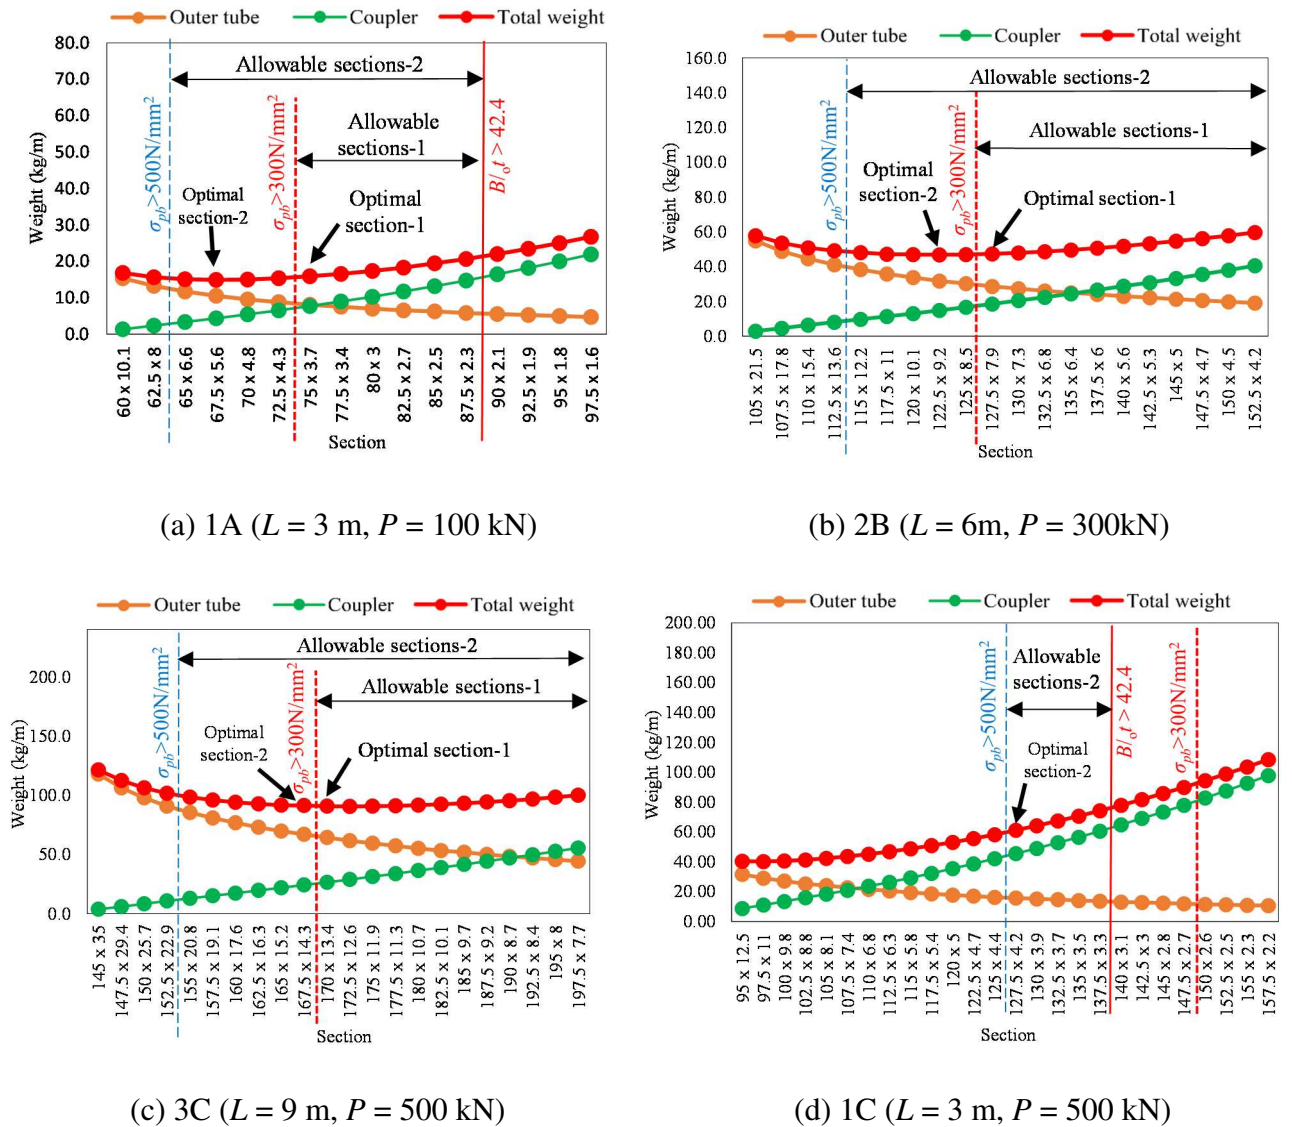 Outer tube Coupler Total weight
80.0
70.0
60.0
50.0
40.0
30.0
20.0
10.0
0.0
Weight (kg/m)
Allowable sections-2
Allowable
sections-1
σpb>500N/mm²
σpb>300N/mm²
B/ₒt > 42.4
Optimal
section-2
Optimal
section-1
60 x 10.1
62.5 x 8
65 x 6.6
67.5 x 5.6
70 x 4.8
72.5 x 4.3
75 x 3.7
77.5 x 3.4
80 x 3
82.5 x 2.7
85 x 2.5
87.5 x 2.3
90 x 2.1
92.5 x 1.9
95 x 1.8
97.5 x 1.6
Section
(a) 1A (L = 3 m, P = 100 kN)
Outer tube Coupler Total weight
160.0
140.0
120.0
100.0
80.0
60.0
40.0
20.0
0.0
Weight (kg/m)
Allowable sections-2
Allowable sections-1
σpb>500N/mm²
σpb>300N/mm²
Optimal
section-2
Optimal section-1
105 x 21.5
107.5 x 17.8
110 x 15.4
112.5 x 13.6
115 x 12.2
117.5 x 11
120 x 10.1
122.5 x 9.2
125 x 8.5
127.5 x 7.9
130 x 7.3
132.5 x 6.8
135 x 6.4
137.5 x 6
140 x 5.6
142.5 x 5.3
145 x 5
147.5 x 4.7
150 x 4.5
152.5 x 4.2
Section
(b) 2B (L = 6m, P = 300kN)
Outer tube Coupler Total weight
200.0
150.0
100.0
50.0
0.0
Weight (kg/m)
Allowable sections-2
Allowable sections-1
σpb>500N/mm²
σpb>300N/mm²
Optimal
section-2
Optimal section-1
145 x 35
147.5 x 29.4
150 x 25.7
152.5 x 22.9
155 x 20.8
157.5 x 19.1
160 x 17.6
162.5 x 16.3
165 x 15.2
167.5 x 14.3
170 x 13.4
172.5 x 12.6
175 x 11.9
177.5 x 11.3
180 x 10.7
182.5 x 10.1
185 x 9.7
187.5 x 9.2
190 x 8.7
192.5 x 8.4
195 x 8
197.5 x 7.7
Section
(c) 3C (L = 9 m, P = 500 kN)
Outer tube Coupler Total weight
200.00
180.00
160.00
140.00
120.00
100.00
80.00
60.00
40.00
20.00
0.00
Weight (kg/m)
Allowable
sections-2
σpb>500N/mm²
B/ₒt > 42.4
σpb>300N/mm²
Optimal
section-2
95 x 12.5
97.5 x 11
100 x 9.8
102.5 x 8.8
105 x 8.1
107.5 x 7.4
110 x 6.8
112.5 x 6.3
115 x 5.8
117.5 x 5.4
120 x 5
122.5 x 4.7
125 x 4.4
127.5 x 4.2
130 x 3.9
132.5 x 3.7
135 x 3.5
137.5 x 3.3
140 x 3.1
142.5 x 3
145 x 2.8
147.5 x 2.7
150 x 2.6
152.5 x 2.5
155 x 2.3
157.5 x 2.2
Section
(d) 1C (L = 3 m, P = 500 kN)